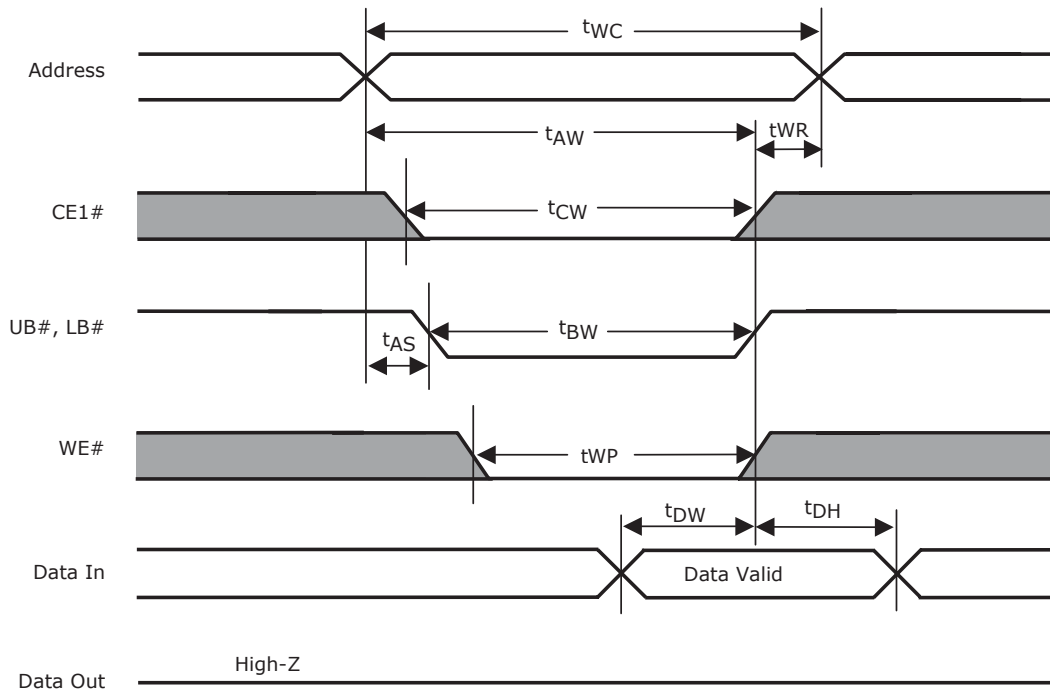 tWC
Address
tAW
tWR
CE1#
tCW
UB#, LB#
tBW
tAS
WE#
tWP
tDW
tDH
Data In
Data Valid
High-Z
Data Out